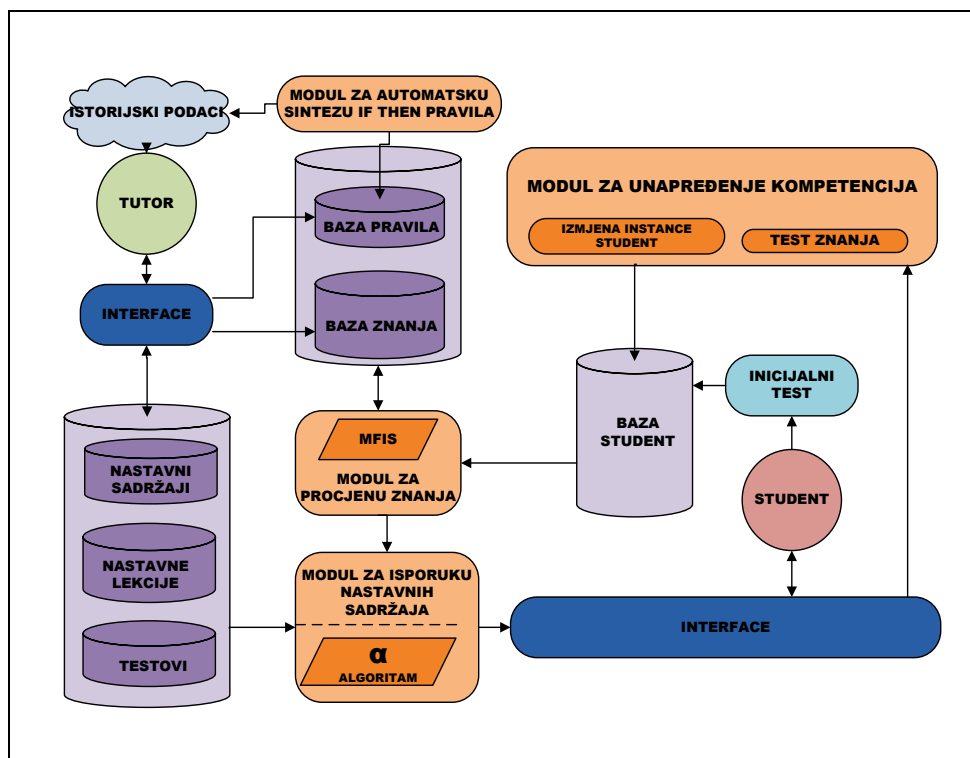 ISTORIJSKI PODACI
MODUL ZA AUTOMATSKU
SINTEZU IF THEN PRAVILA
TUTOR
BAZA PRAVILA
MODUL ZA UNAPREĐENJE KOMPETENCIJA
IZMJENA INSTANCE
STUDENT
TEST ZNANJA
INTERFACE
BAZA ZNANJA
INICIJALNI
TEST
BAZA
STUDENT
MFIS
MODUL ZA
PROCJENU ZNANJA
NASTAVNI
SADRŽAJI
STUDENT
NASTAVNE
LEKCIJE
MODUL ZA ISPORUKU
NASTAVNIH
SADRŽAJA
INTERFACE
TESTOVI
α
ALGORITAM